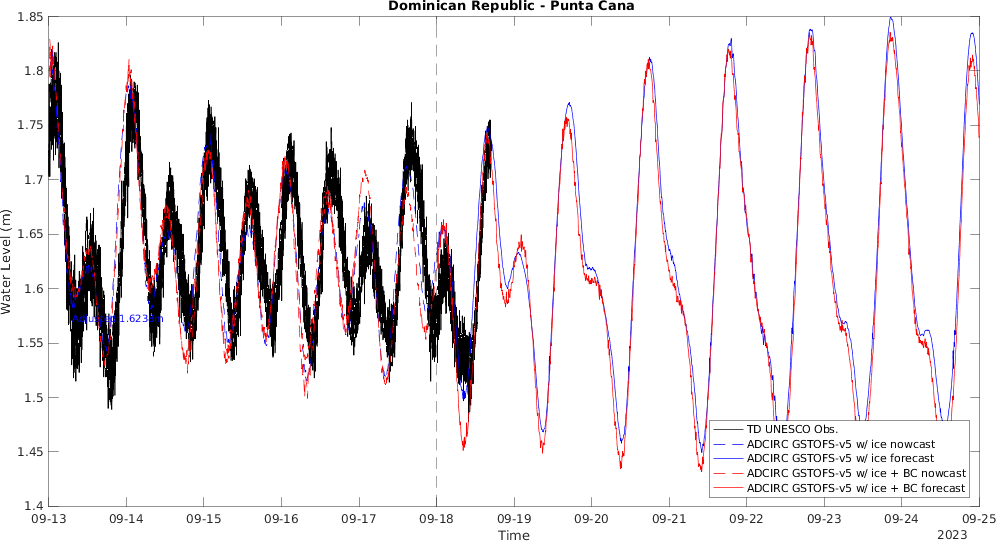 Dominican Republic - Punta Cana
Water Level (m)
1.85
1.8
1.75
1.7
1.65
1.6
1.55
1.5
1.45
1.4
1.623
TD UNESCO Obs.
ADCIRC GSTOFS-v5 w/ ice nowcast
ADCIRC GSTOFS-v5 w/ ice forecast
ADCIRC GSTOFS-v5 w/ ice + BC nowcast
ADCIRC GSTOFS-v5 w/ ice + BC forecast
09-13 09-14 09-15 09-16 09-17 09-18 09-19 09-20 09-21 09-22 09-23 09-24 09-25
Time
2023